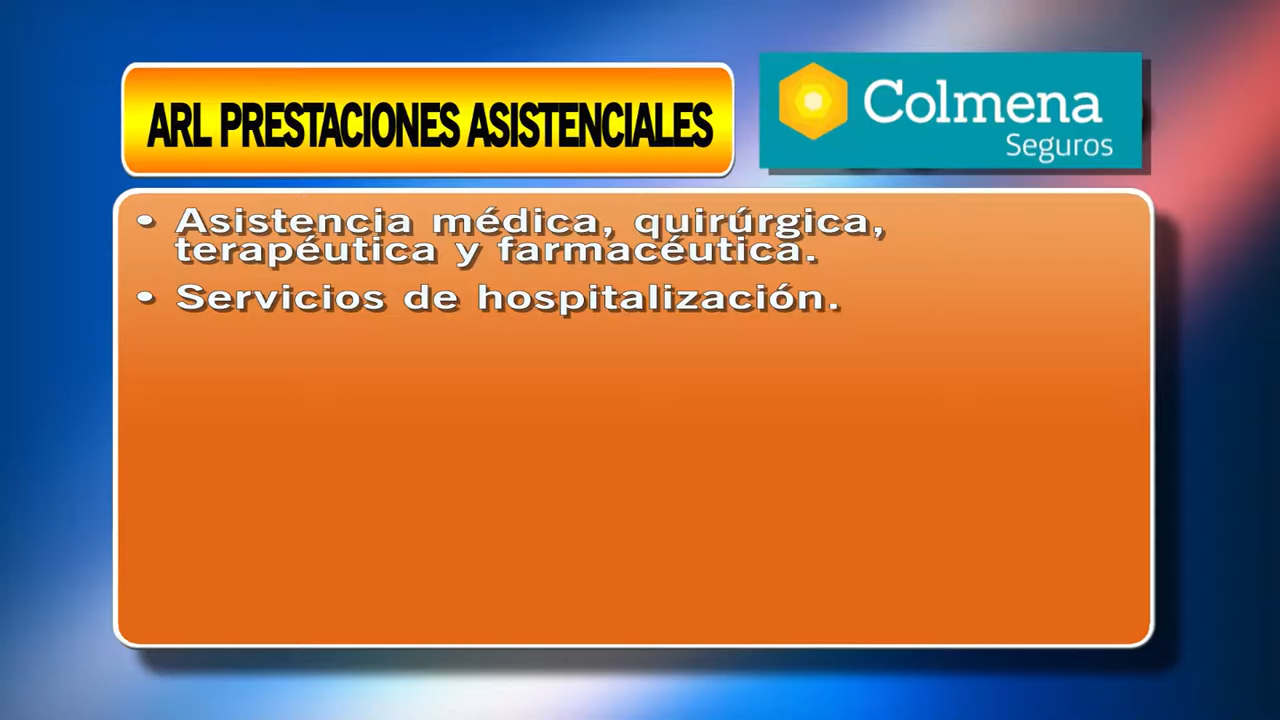 ARL PRESTACIONES ASISTENCIALES
Colmena
Seguros
• Asistencia médica, quirúrgica,
terapéutica y farmacéutica.
• Servicios de hospitalización.